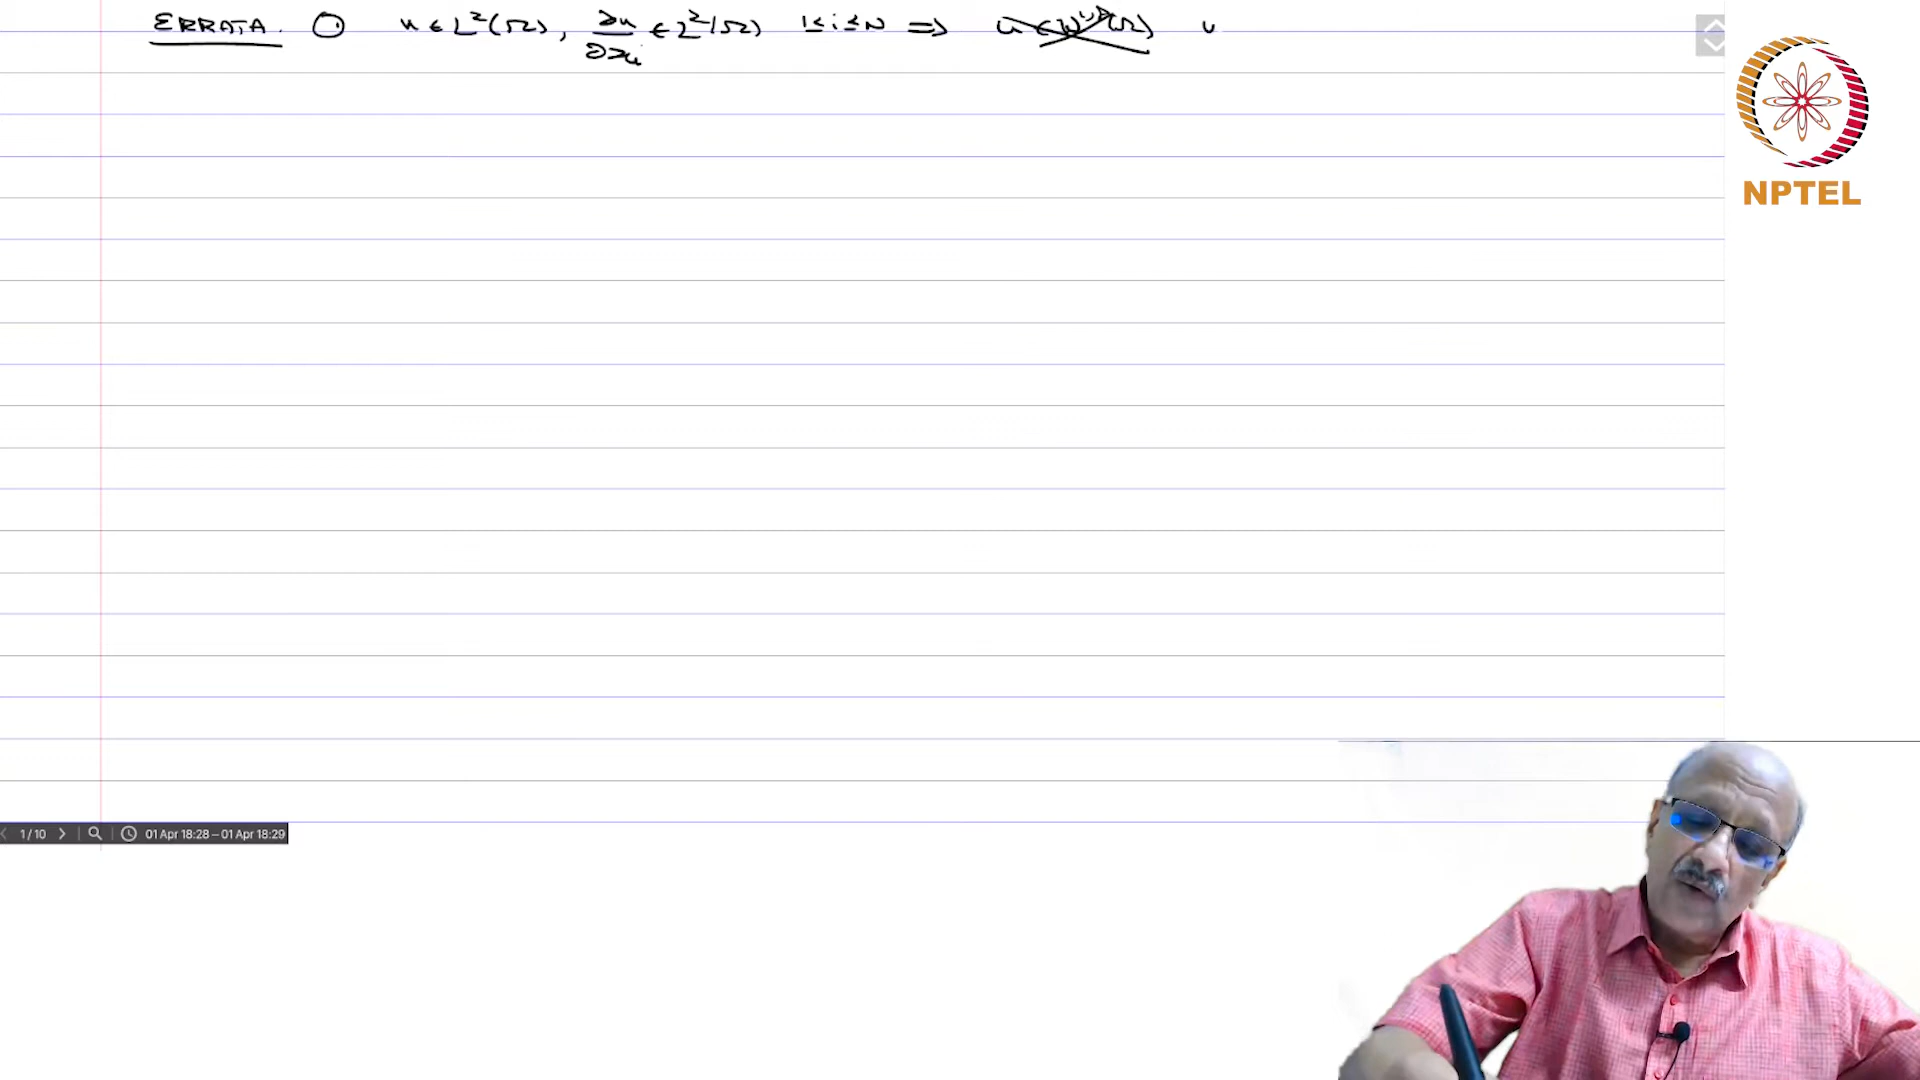 ERRATA. ① u ∈ L²(Ω), ∂u/∂xᵢ ∈ L²(Ω) 1≤i≤N ⇒ u ∈ W^{1,p}(Ω) u
NPTEL
1/10 01 Apr 18:28 – 01 Apr 18:29